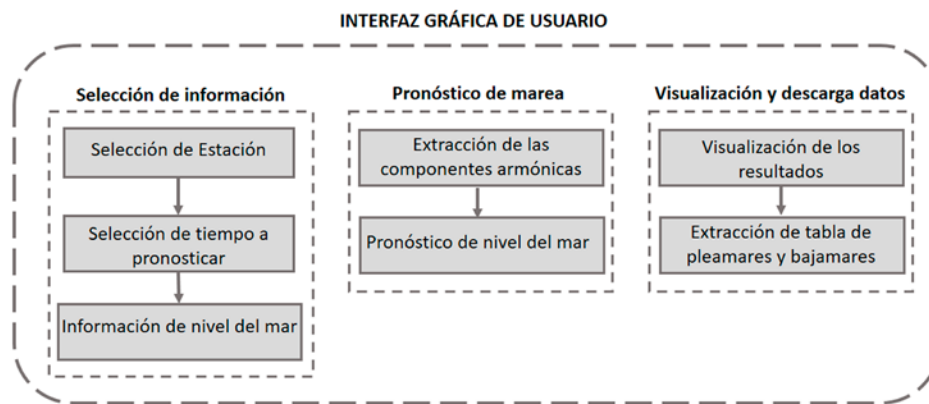 INTERFAZ GRÁFICA DE USUARIO
Selección de información
Selección de Estación
Selección de tiempo a
pronosticar
Información de nivel del mar
Pronóstico de marea
Extracción de las
componentes armónicas
Pronóstico de nivel del mar
Visualización y descarga datos
Visualización de los
resultados
Extracción de tabla de
pleamares y bajamares